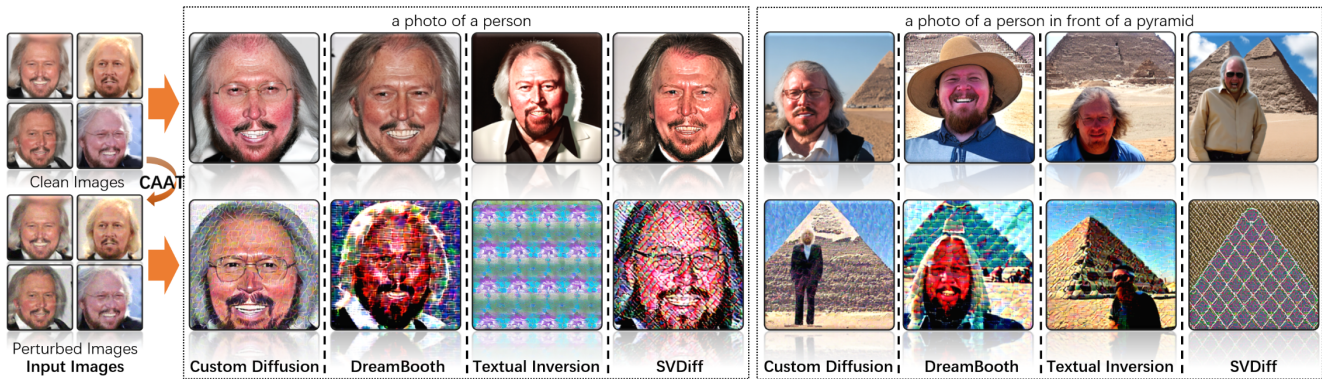 a photo of a person
a photo of a person in front of a pyramid
Clean Images
CAAT
Perturbed Images
Input Images
Custom Diffusion
DreamBooth
Textual Inversion
SVDiff
Custom Diffusion
DreamBooth
Textual Inversion
SVDiff